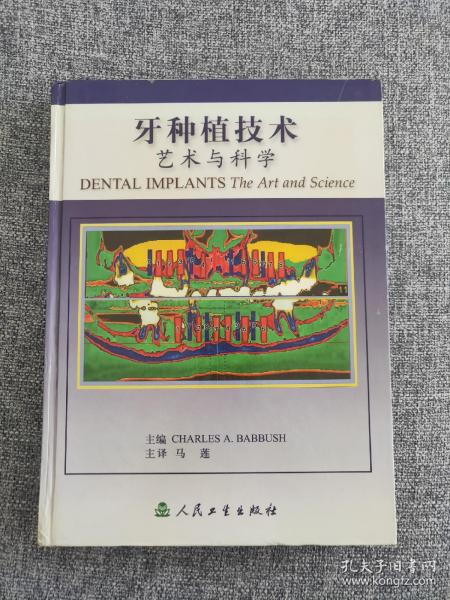 牙种植技术
艺术与科学
DENTAL IMPLANTS The Art and Science
主编 CHARLES A. BABBUSH
主译 马 莲
人民卫生出版社
孔夫子旧书网
www.kongfz.com